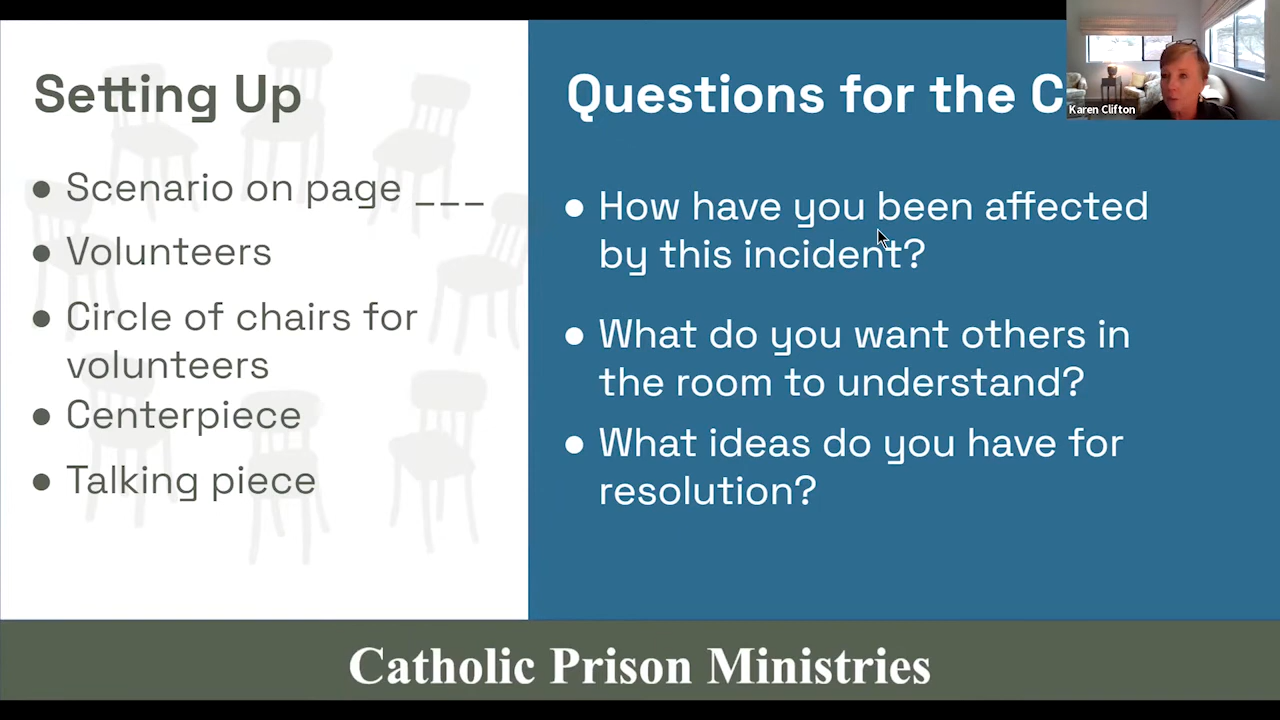 Setting Up
Scenario on page ___
Volunteers
Circle of chairs for
volunteers
Centerpiece
Talking piece
Questions for the C
How have you been affected
by this incident?
What do you want others in
the room to understand?
What ideas do you have for
resolution?
Karen Clifton
Catholic Prison Ministries